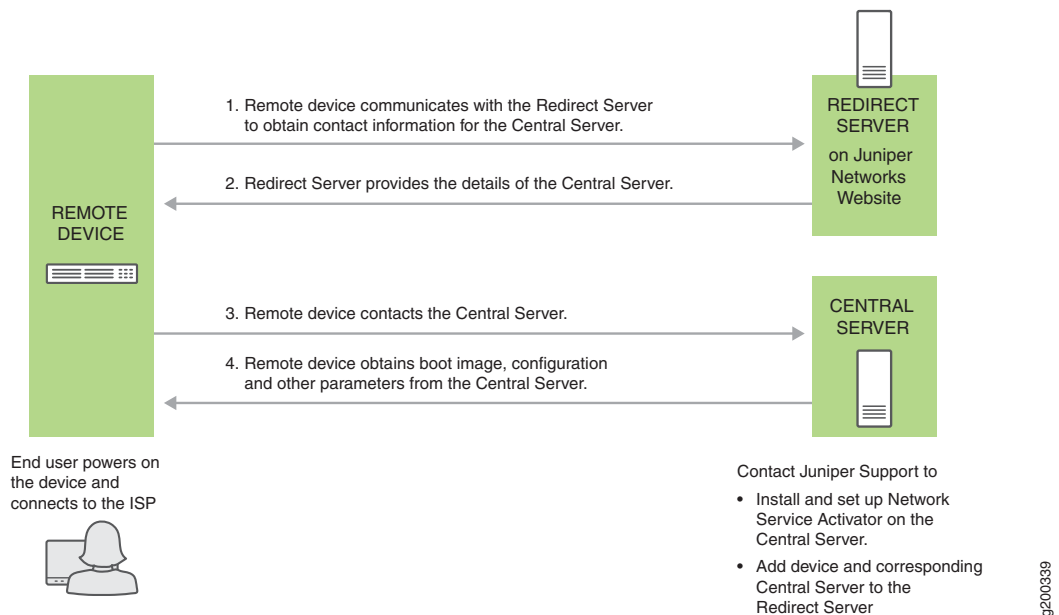 1. Remote device communicates with the Redirect Server
to obtain contact information for the Central Server.
REDIRECT
SERVER
on Juniper
Networks
Website
2. Redirect Server provides the details of the Central Server.
REMOTE
DEVICE
3. Remote device contacts the Central Server.
CENTRAL
SERVER
4. Remote device obtains boot image, configuration
and other parameters from the Central Server.
End user powers on
the device and
connects to the ISP
Contact Juniper Support to
• Install and set up Network
Service Activator on the
Central Server.
• Add device and corresponding
Central Server to the
Redirect Server
g200339